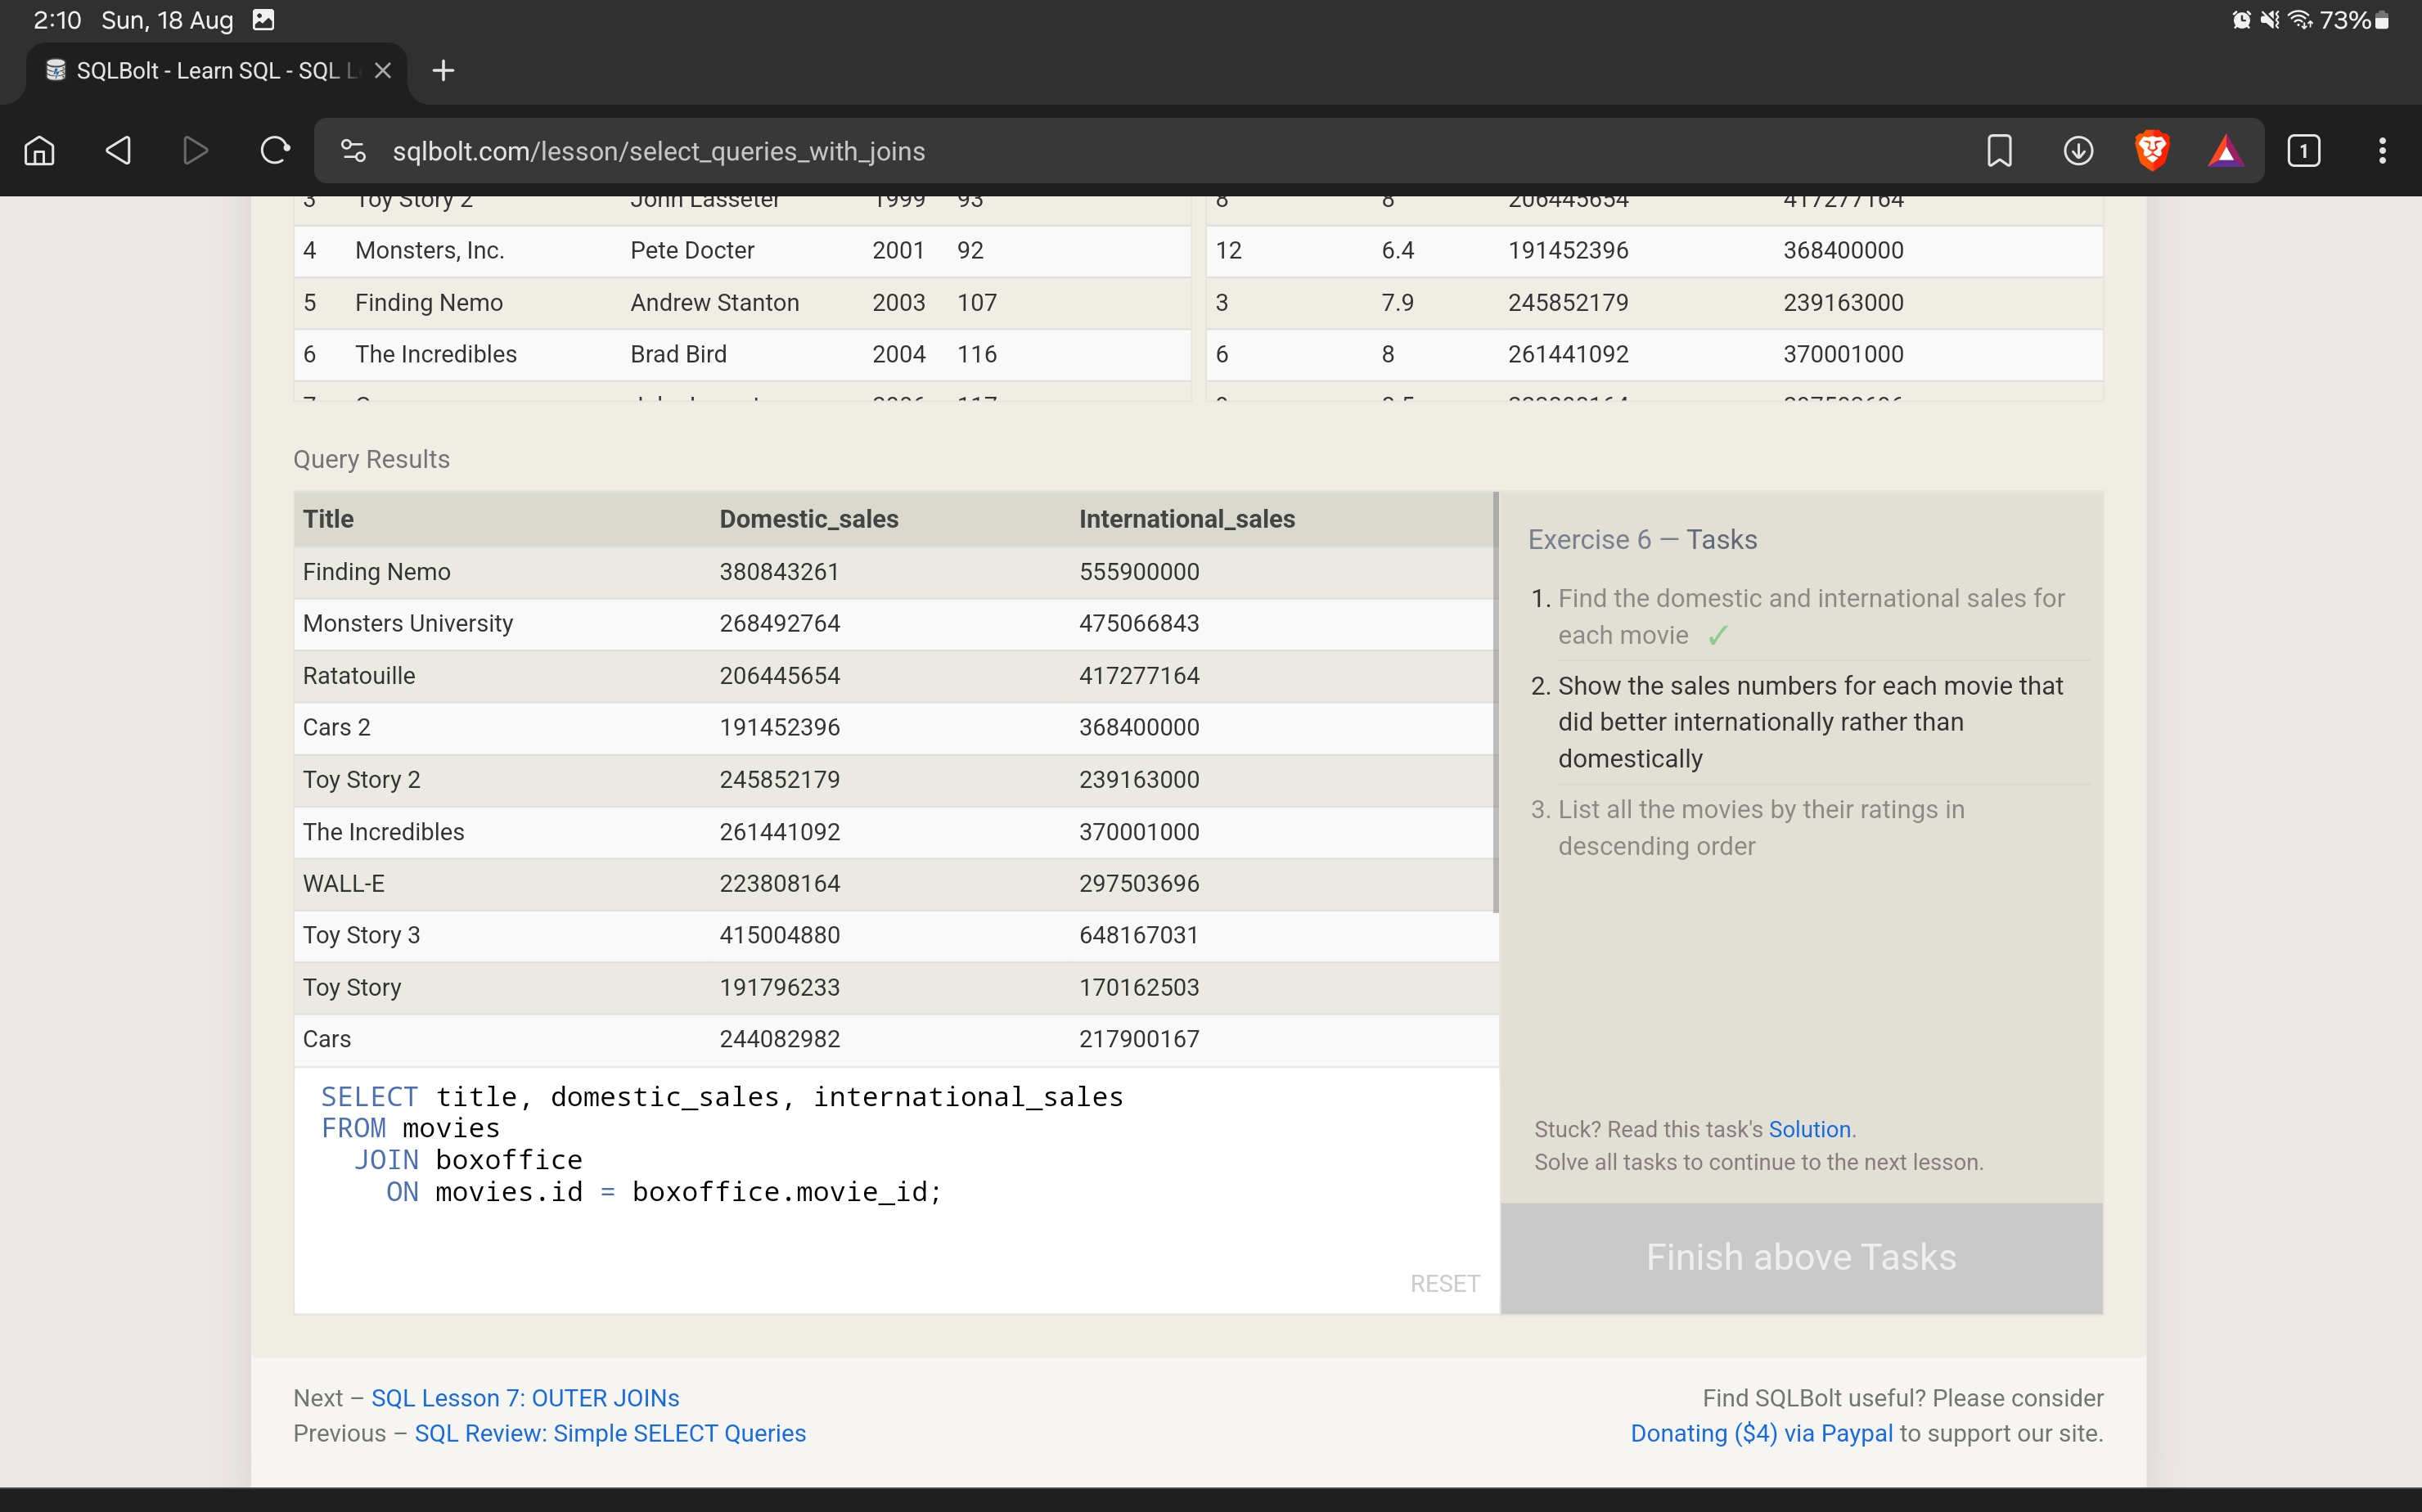 2:10 Sun, 18 Aug 73%
SQLBolt - Learn SQL - SQL L
sqlbolt.com/lesson/select_queries_with_joins 1
3 Toy Story 2 John Lasseter 1999 93 8 8 206445654 417277164
4 Monsters, Inc. Pete Docter 2001 92 12 6.4 191452396 368400000
5 Finding Nemo Andrew Stanton 2003 107 3 7.9 245852179 239163000
6 The Incredibles Brad Bird 2004 116 6 8 261441092 370001000
Query Results
Title Domestic_sales International_sales
Finding Nemo 380843261 555900000
Monsters University 268492764 475066843
Ratatouille 206445654 417277164
Cars 2 191452396 368400000
Toy Story 2 245852179 239163000
The Incredibles 261441092 370001000
WALL-E 223808164 297503696
Toy Story 3 415004880 648167031
Toy Story 191796233 170162503
Cars 244082982 217900167
SELECT title, domestic_sales, international_sales
FROM movies
JOIN boxoffice
ON movies.id = boxoffice.movie_id;
RESET
Exercise 6 — Tasks
1. Find the domestic and international sales for
each movie ✓
2. Show the sales numbers for each movie that
did better internationally rather than
domestically
3. List all the movies by their ratings in
descending order
Stuck? Read this task's Solution.
Solve all tasks to continue to the next lesson.
Finish above Tasks
Next – SQL Lesson 7: OUTER JOINs
Previous – SQL Review: Simple SELECT Queries
Find SQLBolt useful? Please consider
Donating ($4) via Paypal to support our site.